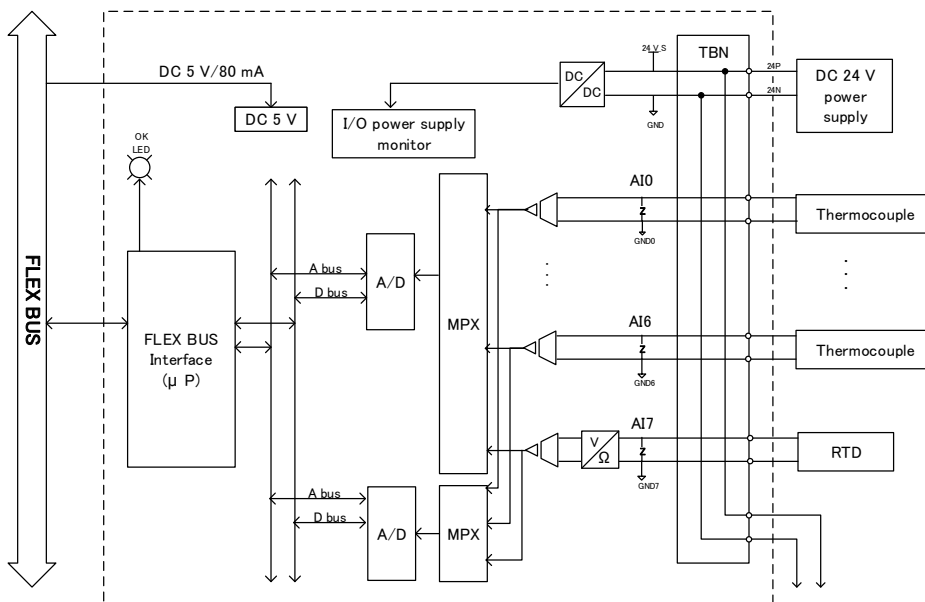 DC 5 V/80 mA
DC 5 V
OK
LED
I/O power supply
monitor
DC
DC
24 V S
GND
TBN
24P
24N
DC 24 V
power
supply
FLEX BUS
FLEX BUS
Interface
(μ P)
A bus
D bus
A/D
MPX
AI0
Z
GND0
Thermocouple
AI6
Z
GND6
Thermocouple
AI7
V
Ω
Z
GND7
RTD
A bus
D bus
A/D
MPX